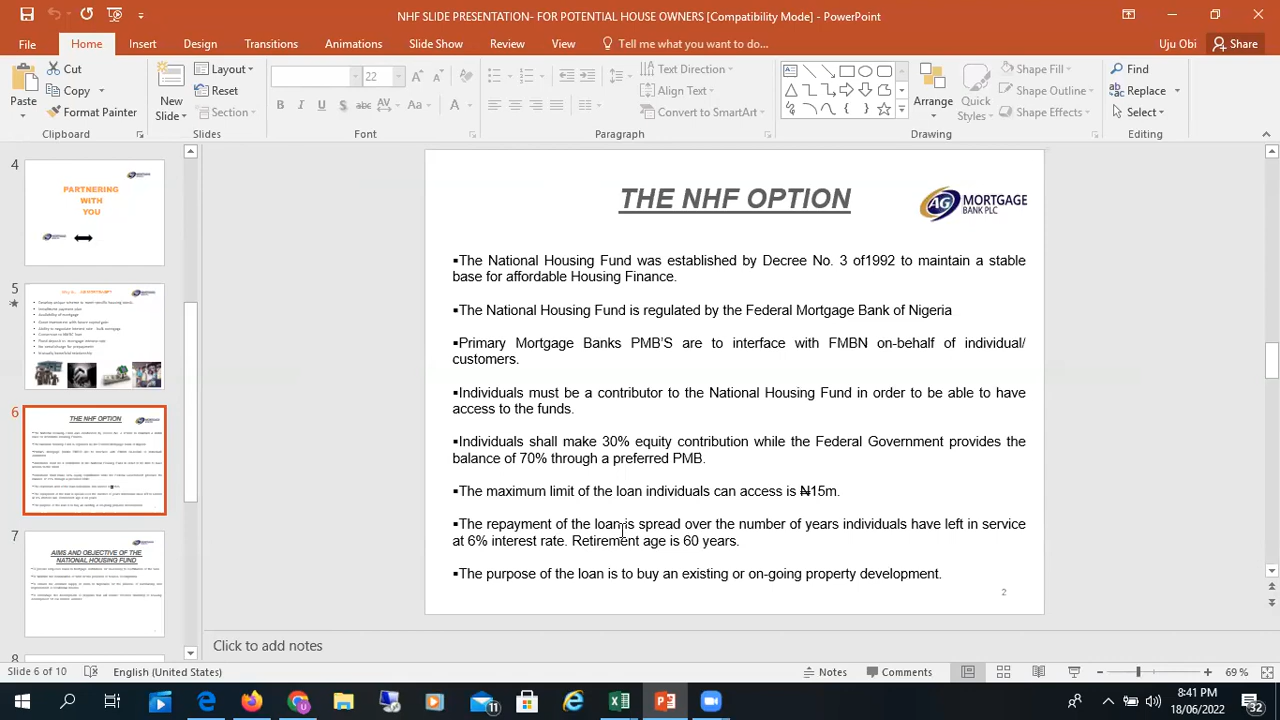 NHF SLIDE PRESENTATION- FOR POTENTIAL HOUSE OWNERS [Compatibility Mode] - PowerPoint
File Home Insert Design Transitions Animations Slide Show Review View Tell me what you want to do... Uju Obi Share
Paste
Cut
Copy
Format Painter
Clipboard
New
Slide
Layout
Reset
Section
Slides
22
Font
Text Direction
Align Text
Convert to SmartArt
Paragraph
Arrange
Quick
Styles
Shape Fill
Shape Outline
Shape Effects
Drawing
Find
Replace
Select
Editing
4
PARTNERING
WITH
YOU
5
6
THE NHF OPTION
7
AIMS AND OBJECTIVE OF THE
NATIONAL HOUSING FUND
8
THE NHF OPTION
AG MORTGAGE
BANK PLC
▪The National Housing Fund was established by Decree No. 3 of1992 to maintain a stable
base for affordable Housing Finance.
▪The National Housing Fund is regulated by the Federal Mortgage Bank of Nigeria.
▪Primary Mortgage Banks PMB'S are to interface with FMBN on-behalf of individual/
customers.
▪Individuals must be a contributor to the National Housing Fund in order to be able to have
access to the funds.
▪Individuals shall make 30% equity contribution while the Federal Government provides the
balance of 70% through a preferred PMB.
▪The maximum limit of the loan individuals can access is N15m.
▪The repayment of the loan is spread over the number of years individuals have left in service
at 6% interest rate. Retirement age is 60 years.
▪The purpose of the loan is to buy an existing or ongoing property development.
2
Click to add notes
Slide 6 of 10 English (United States) Notes Comments 69 %
11
8:41 PM
18/06/2022
32